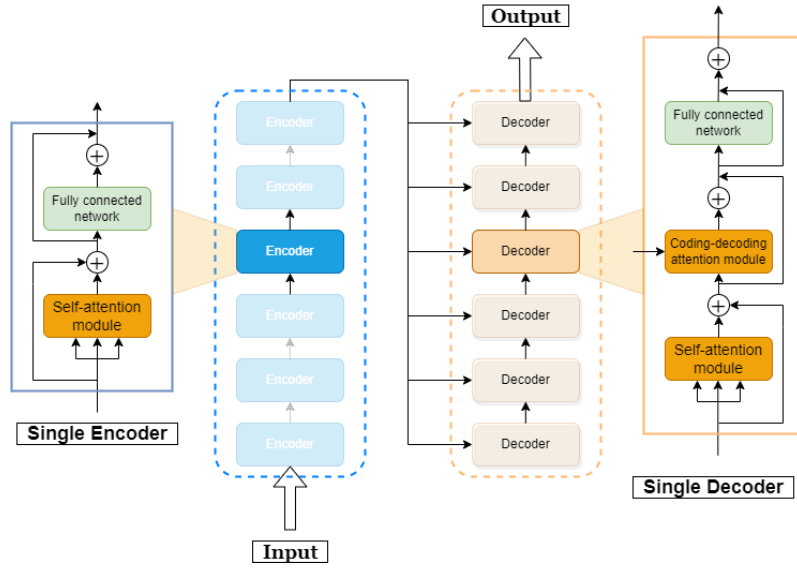 Output
Encoder
Encoder
Encoder
Encoder
Encoder
Encoder
Decoder
Decoder
Decoder
Decoder
Decoder
Decoder
Fully connected
network
Self-attention
module
Single Encoder
Input
Fully connected
network
Coding-decoding
attention module
Self-attention
module
Single Decoder